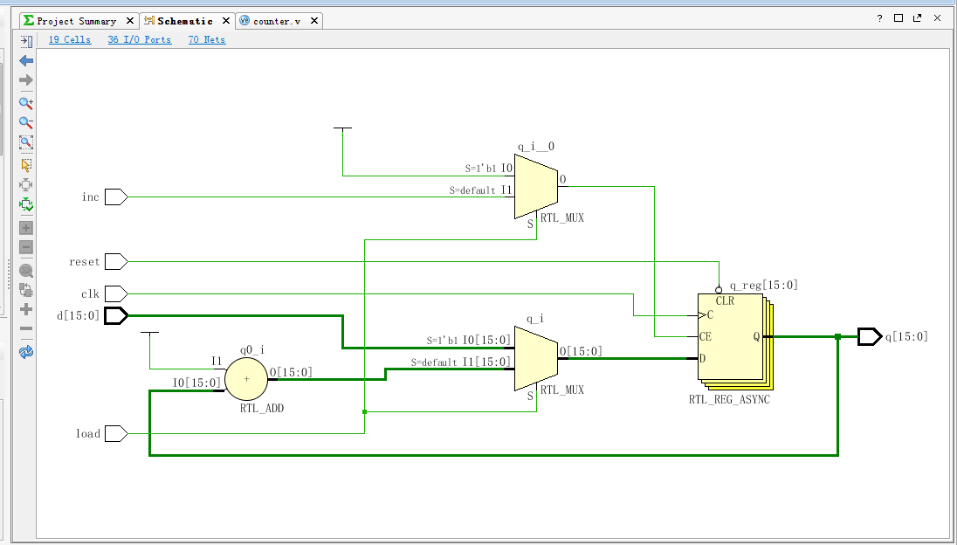 Project Summary
Schematic
counter.v
19 Cells 36 I/O Ports 70 Nets
q_i__0
S=1'b1 I0
O
S=default I1
inc
RTL_MUX
S
reset
q_reg[15:0]
clk
CLR
C
d[15:0]
q_i
CE
Q
q[15:0]
S=1'b1 I0[15:0]
O[15:0]
D
q0_i
S=default I1[15:0]
I1
O[15:0]
I0[15:0]
+
RTL_MUX
S
RTL_REG_ASYNC
RTL_ADD
load